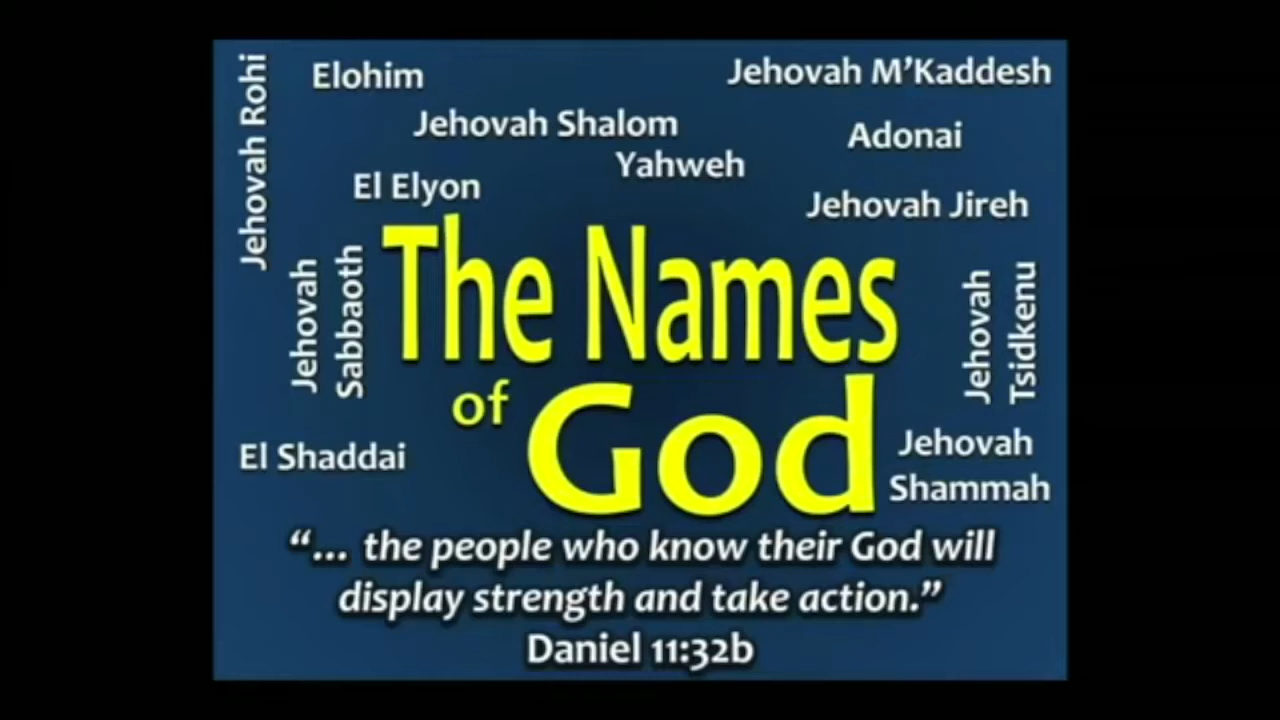 Jehovah Rohi
Elohim
Jehovah M’Kaddesh
Jehovah Shalom
Adonai
Yahweh
El Elyon
Jehovah Jireh
Jehovah
Sabbaoth
The Names
of God
Jehovah
Tsidkenu
El Shaddai
Jehovah
Shammah
“... the people who know their God will
display strength and take action.”
Daniel 11:32b